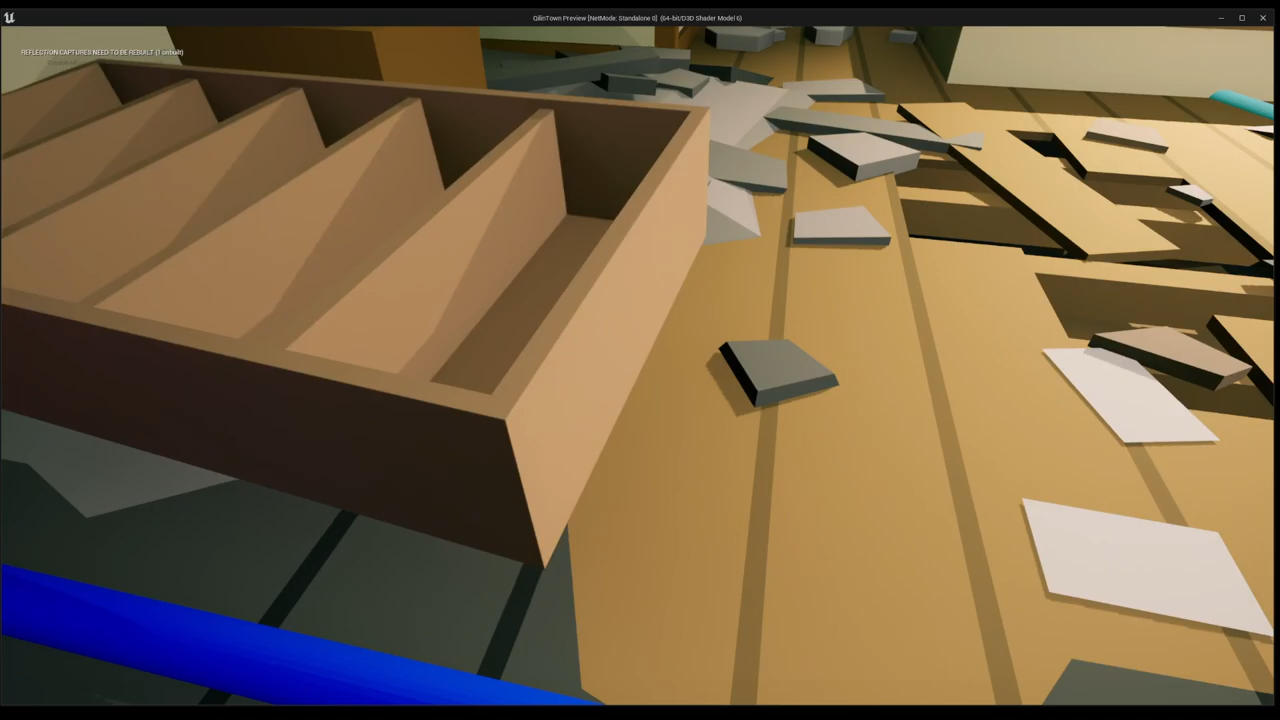 QilinTown Preview [NetMode: Standalone 0] (64-bit/D3D Shader Model 6)
REFLECTION CAPTURES NEED TO BE REBUILT (1 unbuilt)